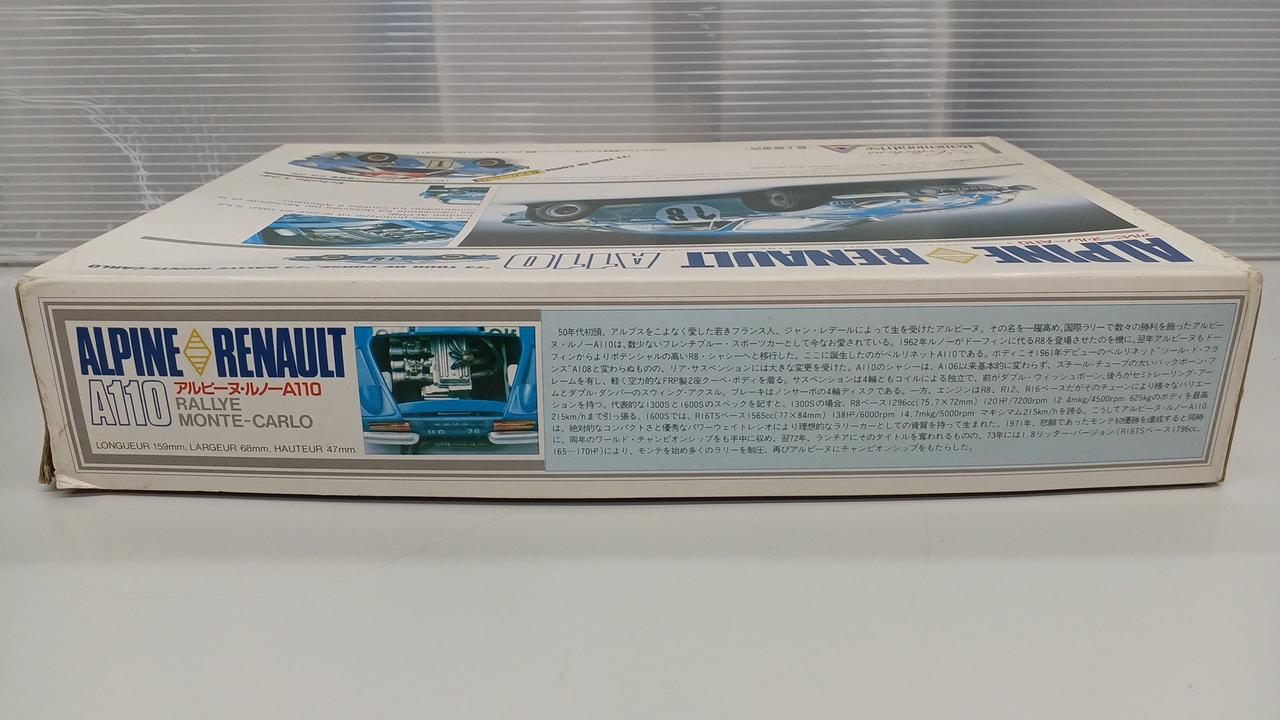 ALPINE RENAULT
A110
アルピーヌ・ルノーA110
RALLYE
MONTE-CARLO
LONGUEUR 159mm, LARGEUR 68mm, HAUTEUR 47mm.
50年代初頭、アルプスをこよなく愛した若きフランス人、ジャン・レデールによって生を受けたアルピーヌ。その名を一躍高め、国際ラリーで数々の勝利を飾ったアルピー
ヌ・ルノーA110は、数少ないフレンチブルー・スポーツカーとして今なお愛されている。1962年ルノーがドーフィンに代るR8を登場させたのを機に、翌年アルピーヌもドー
フィンからよりポテンシャルの高いR8・シャシーへと移行した。ここに誕生したのがベルリネットA110である。ボディこそ1961年デビューのベルリネット"ツール・ド・フラ
ンス"A108と変わらぬものの、リア・サスペンションには大きな変更を受けた。A110のシャシーは、A106以来基本的に変わらず、スチール・チューブの太いバックボーン・フ
レームを有し、軽く空力的なFRP製2座クーペ・ボディを着る。サスペンションは4輪ともコイルによる独立で、前がダブル・ウィッシュボーン、後ろがセミトレーリング・アー
ムとダブル・ダンパーのスウィング・アクスル。ブレーキはノンサーボの4輪ディスクである。一方、エンジンはR8、R12、R16ベースだがそのチューンにより様々なバリエー
ションを持つ。代表的な1300Sと1600Sのスペックを記すと、1300Sの場合、R8ベース1296cc(75.7×72mm) 120HP/7200rpm 12.4mkg/4500rpm 625kgのボディを最高
215km/hまで引っ張る。1600Sでは、R16TSベース1565cc(77×84mm) 138HP/6000rpm 14.7mkg/5000rpm マキシマム215km/hを誇る。こうしてアルピーヌ・ルノーA110
は、絶対的なコンパクトさと優秀なパワーウェイトレシオにより理想的なラリーカーとしての資質を持って生まれた。1971年、悲願であったモンテ初優勝を達成すると同時
に、同年のワールド・チャンピオンシップをも手中に収め、翌72年、ランチアにそのタイトルを奪われるものの、73年には1.8リッター・バージョン(R16TSベース1796cc、
165—170HP)により、モンテを始め多くのラリーを制圧、再びアルピーヌにチャンピオンシップをもたらした。
ALPINE RENAULT A110
'73 TOUR DE CORSE・'73 RALLYE MONTE-CARLO
18